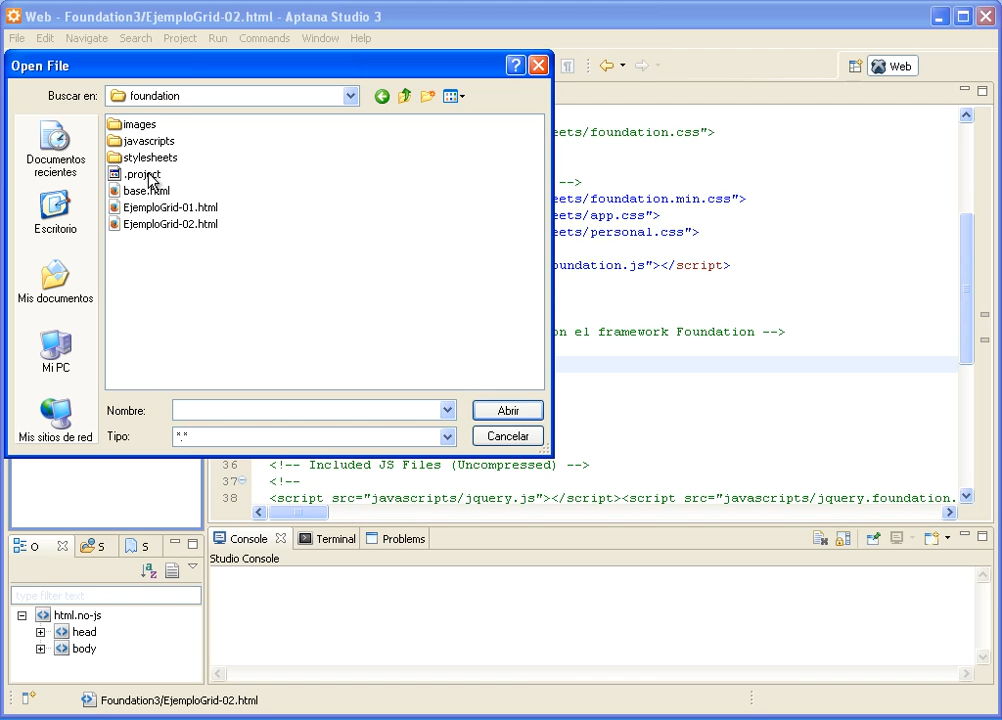 Web - Foundation3/EjemploGrid-02.html - Aptana Studio 3
File Edit Navigate Search Project Run Commands Window Help
Open File
Buscar en: foundation
Web
Documentos recientes
Escritorio
Mis documentos
Mi PC
Mis sitios de red
images
javascripts
stylesheets
.project
base.html
EjemploGrid-01.html
EjemploGrid-02.html
Nombre:
Abrir
Tipo: *.*
Cancelar
eets/foundation.css">
-->
eets/foundation.min.css">
eets/app.css">
eets/personal.css">
oundation.js"></script>
on el framework Foundation -->
36 <!-- Included JS Files (Uncompressed) -->
37 <!--
38 <script src="javascripts/jquery.js"></script><script src="javascripts/jquery.foundation.
O S S
type filter text
html.no-js
head
body
Console Terminal Problems
Studio Console
Foundation3/EjemploGrid-02.html